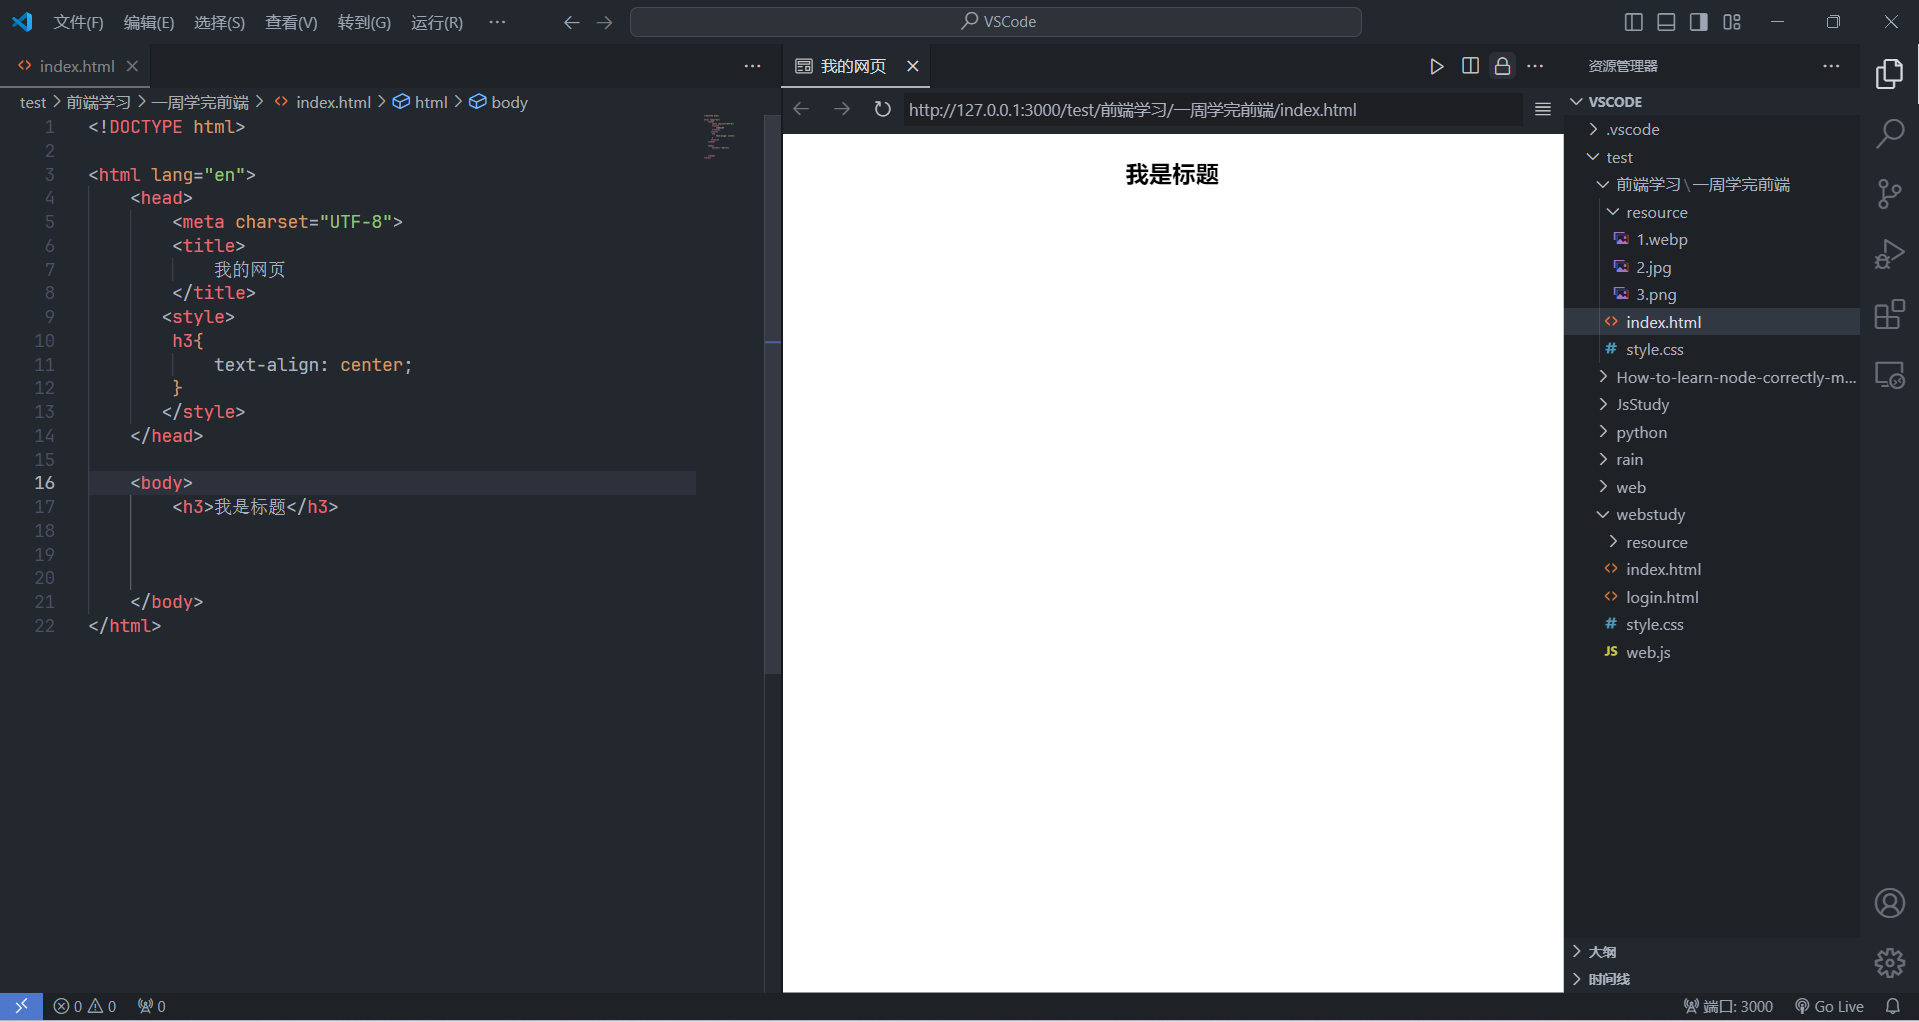 文件(F) 编辑(E) 选择(S) 查看(V) 转到(G) 运行(R) ··· VSCode
index.html
test > 前端学习 > 一周学完前端 > index.html > html > body
1 <!DOCTYPE html>
2
3 <html lang="en">
4 <head>
5 <meta charset="UTF-8">
6 <title>
7 我的网页
8 </title>
9 <style>
10 h3{
11 text-align: center;
12 }
13 </style>
14 </head>
15
16 <body>
17 <h3>我是标题</h3>
18
19
20
21 </body>
22 </html>
我的网页
http://127.0.0.1:3000/test/前端学习/一周学完前端/index.html
我是标题
资源管理器
VSCODE
.vscode
test
前端学习\一周学完前端
resource
1.webp
2.jpg
3.png
index.html
style.css
How-to-learn-node-correctly-m...
JsStudy
python
rain
web
webstudy
resource
index.html
login.html
style.css
JS web.js
大纲
时间线
0 0 0
端口: 3000 Go Live